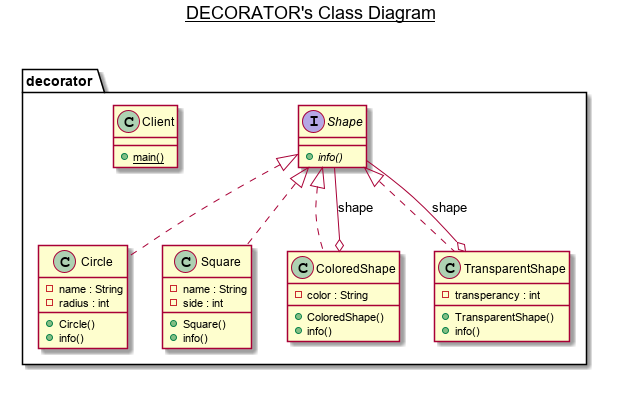 DECORATOR's Class Diagram
decorator
C Client
main()
I Shape
info()
shape
shape
C Circle
name : String
radius : int
Circle()
info()
C Square
name : String
side : int
Square()
info()
C ColoredShape
color : String
ColoredShape()
info()
C TransparentShape
transperancy : int
TransparentShape()
info()